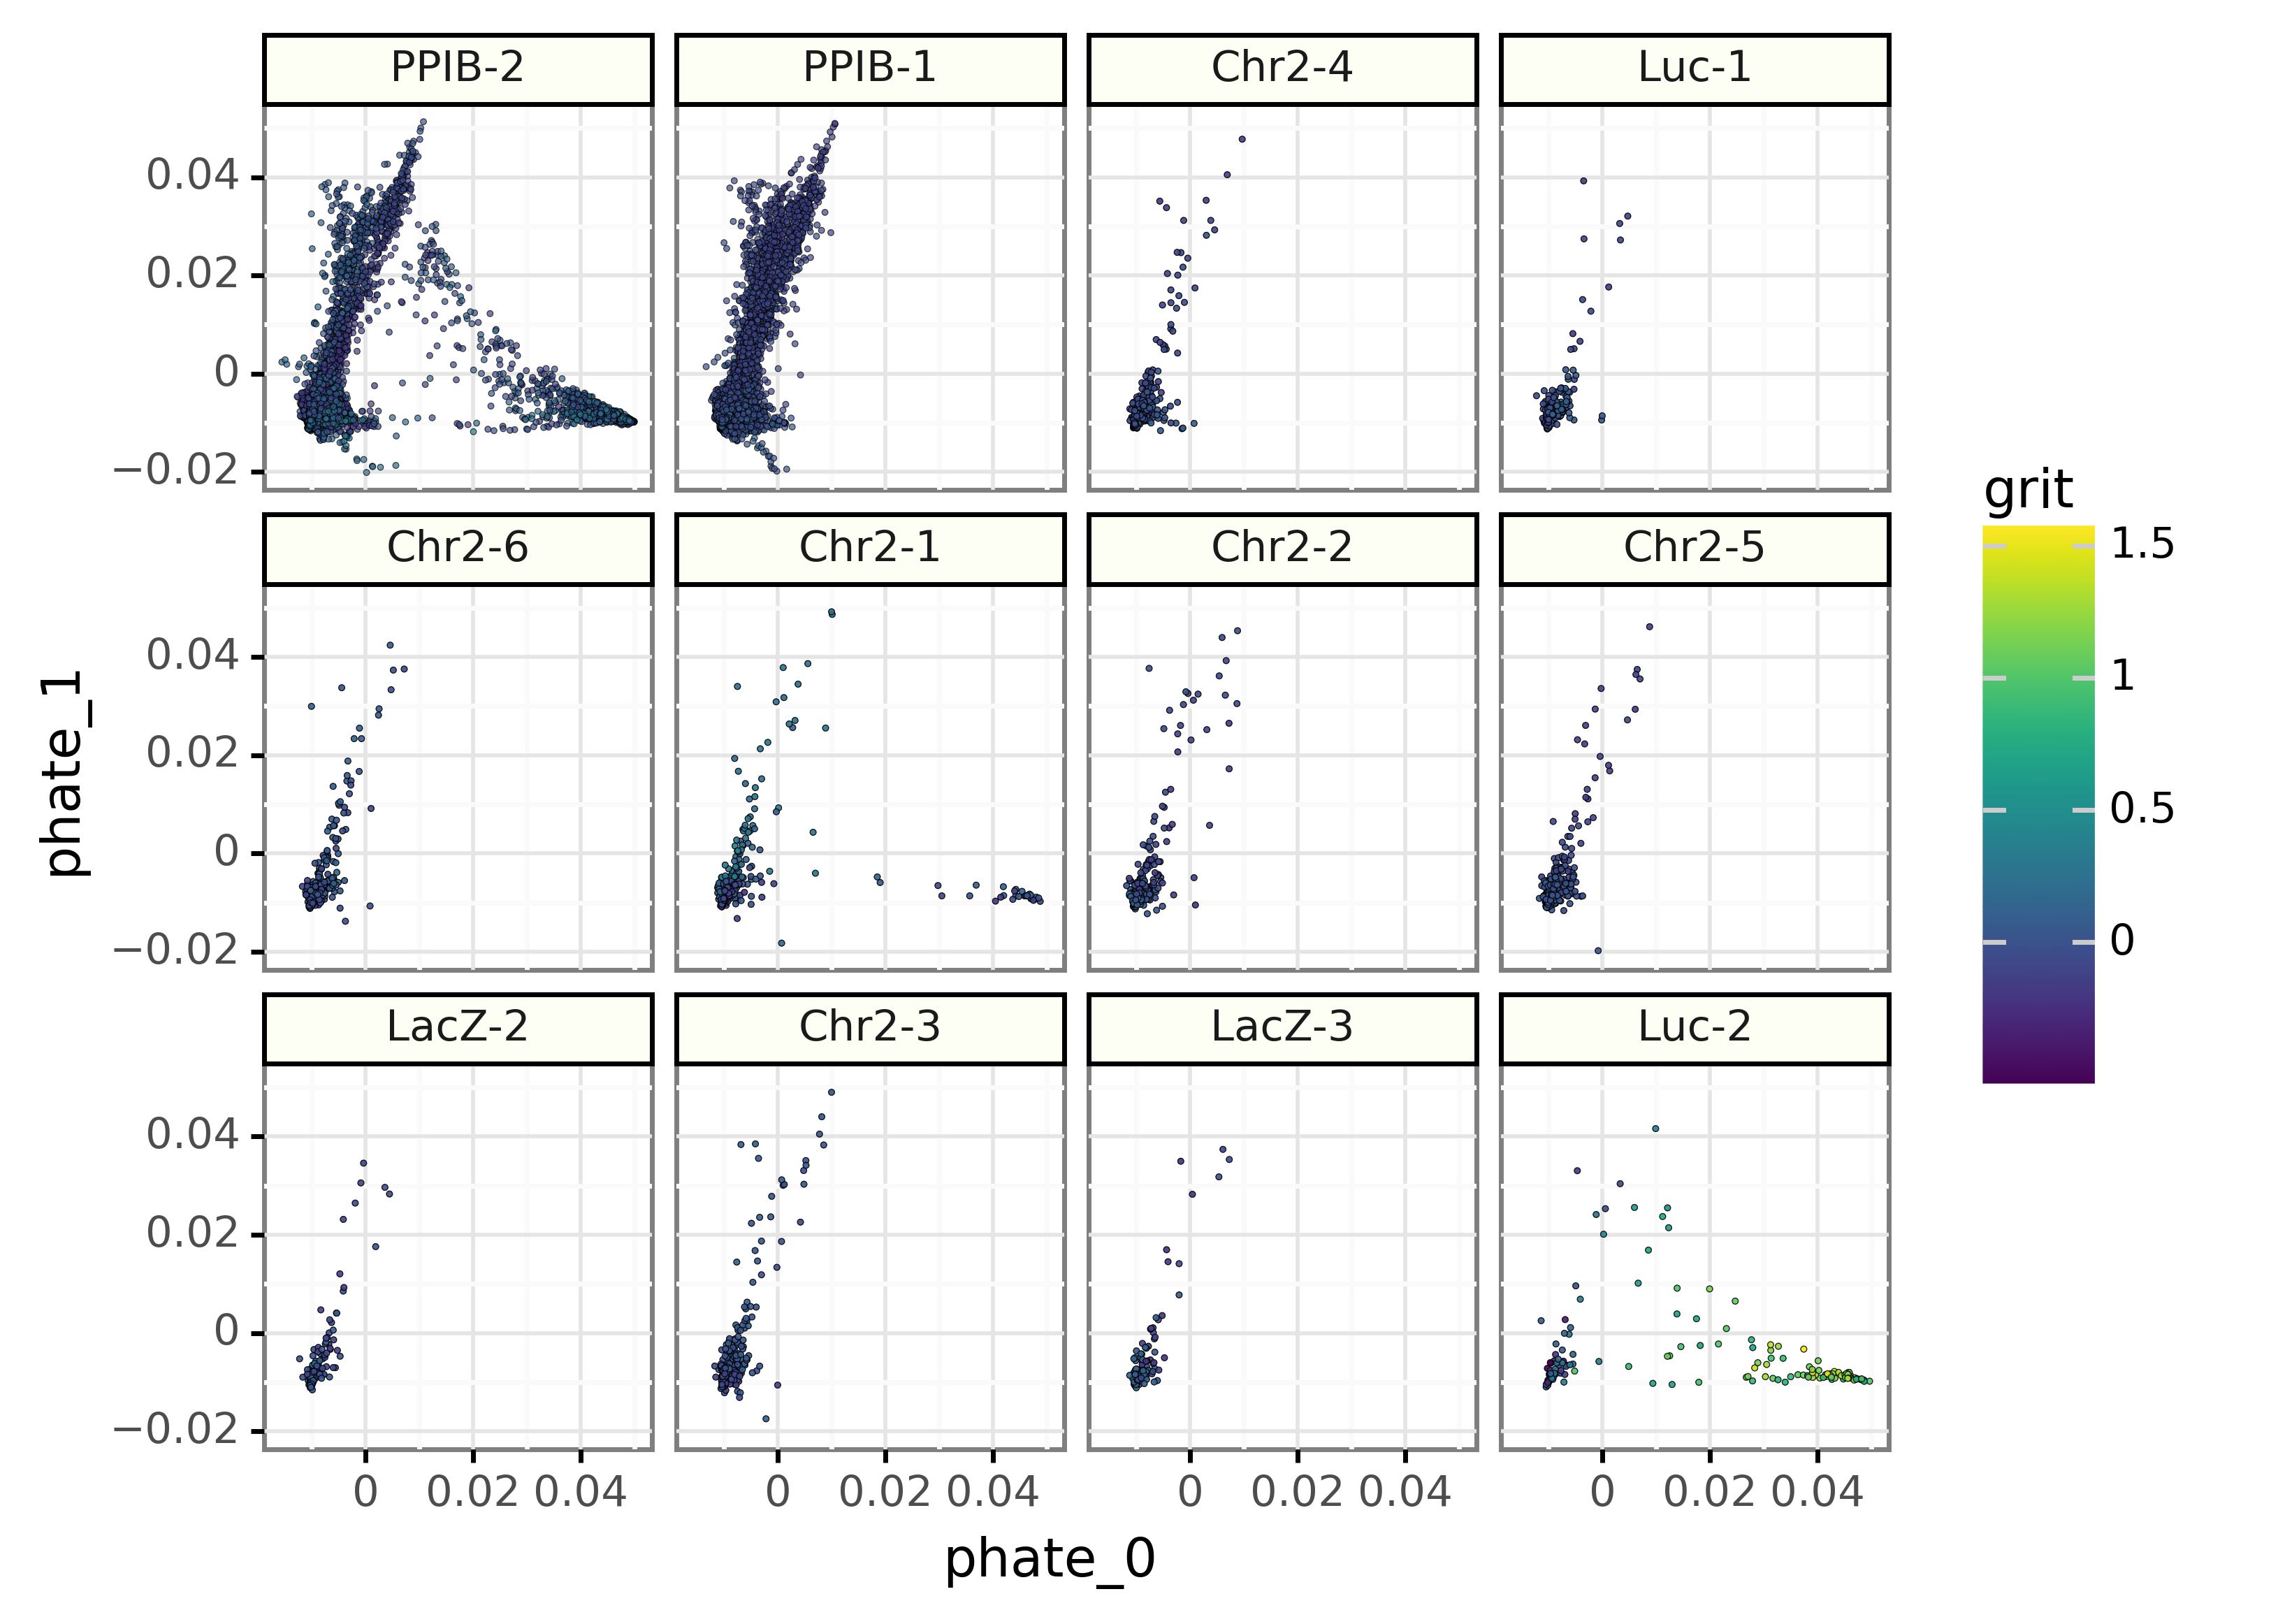 PPIB-2 PPIB-1 Chr2-4 Luc-1
0.04
0.02
0
−0.02
Chr2-6 Chr2-1 Chr2-2 Chr2-5
0.04
0.02
0
−0.02
LacZ-2 Chr2-3 LacZ-3 Luc-2
0.04
0.02
0
−0.02
0 0.02 0.04 0 0.02 0.04 0 0.02 0.04 0 0.02 0.04
phate_0
phate_1
grit
1.5
1
0.5
0